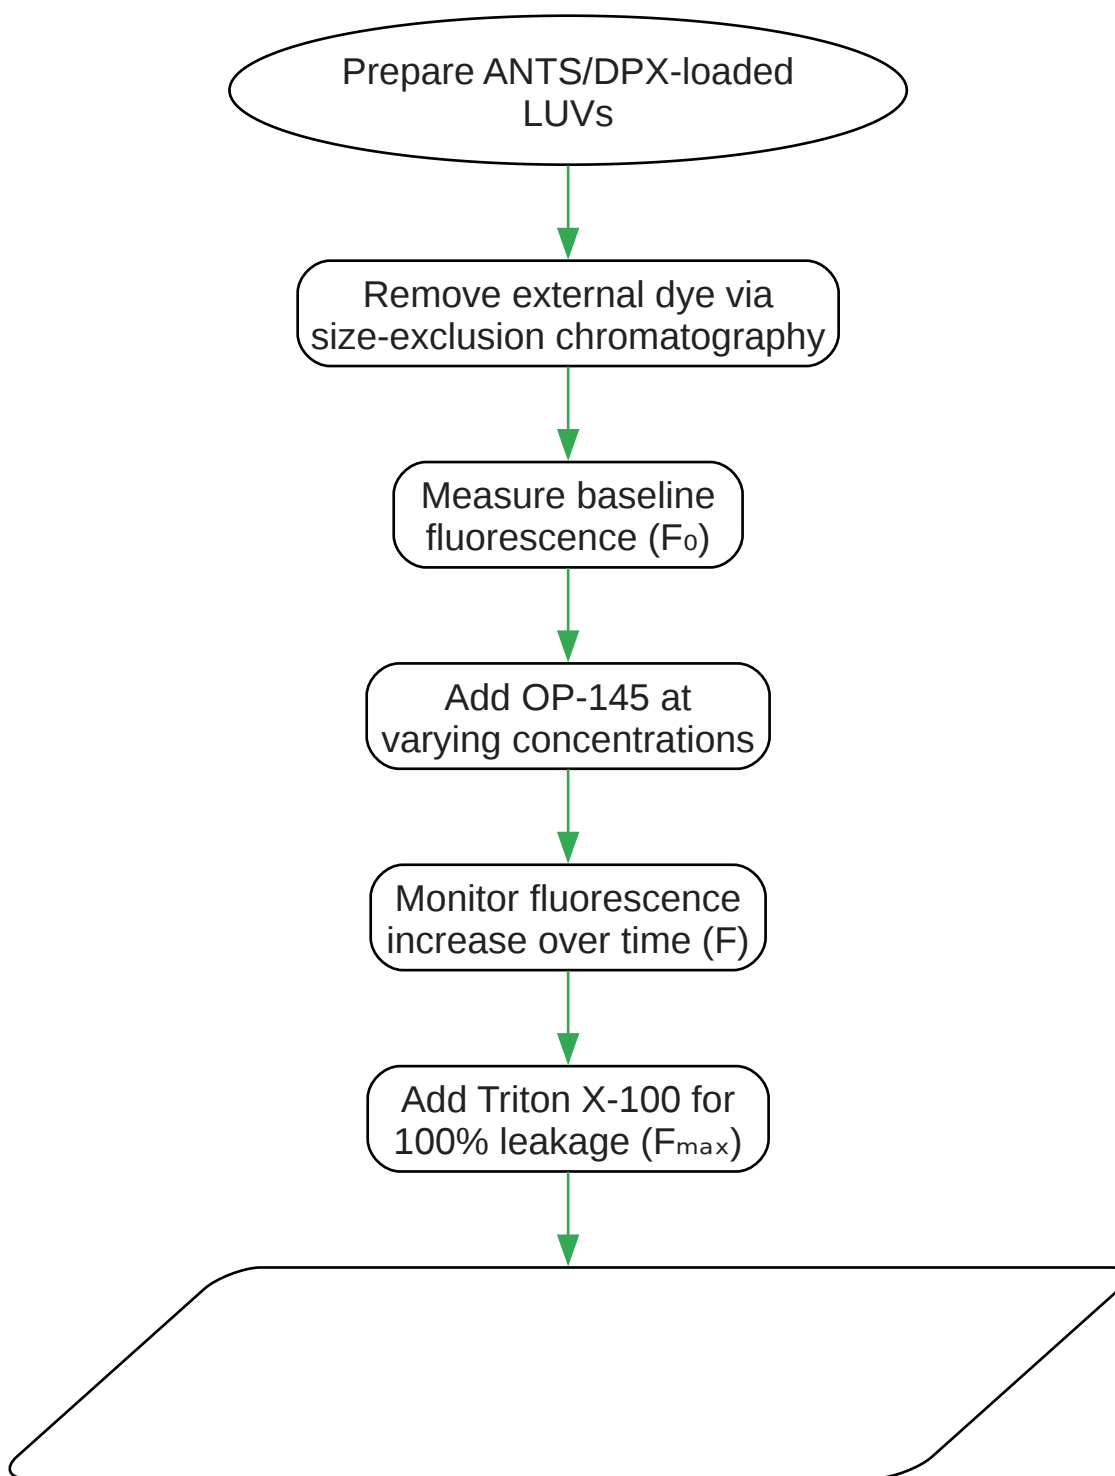 Prepare ANTS/DPX-loaded
LUVs
Remove external dye via
size-exclusion chromatography
Measure baseline
fluorescence (F₀)
Add OP-145 at
varying concentrations
Monitor fluorescence
increase over time (F)
Add Triton X-100 for
100% leakage (Fₘₐₓ)